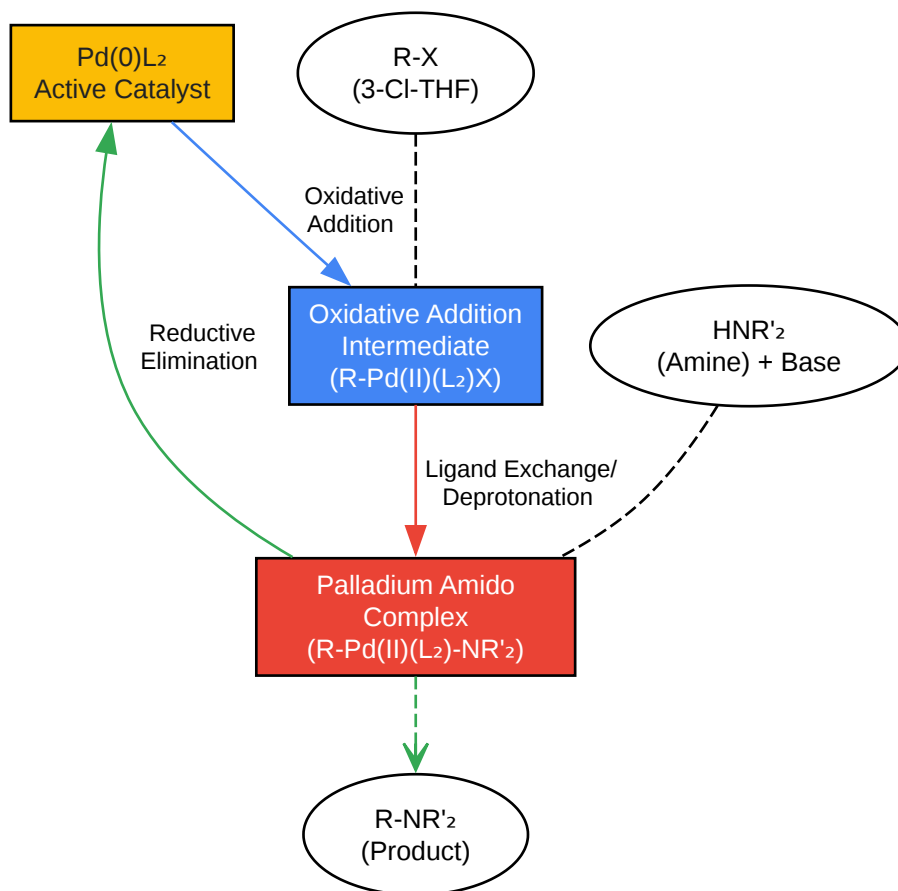 Pd(0)L₂
Active Catalyst
R-X
(3-Cl-THF)
Oxidative
Addition
Oxidative Addition
Intermediate
(R-Pd(II)(L₂)X)
HNR'₂
(Amine) + Base
Reductive
Elimination
Ligand Exchange/
Deprotonation
Palladium Amido
Complex
(R-Pd(II)(L₂)-NR'₂)
R-NR'₂
(Product)